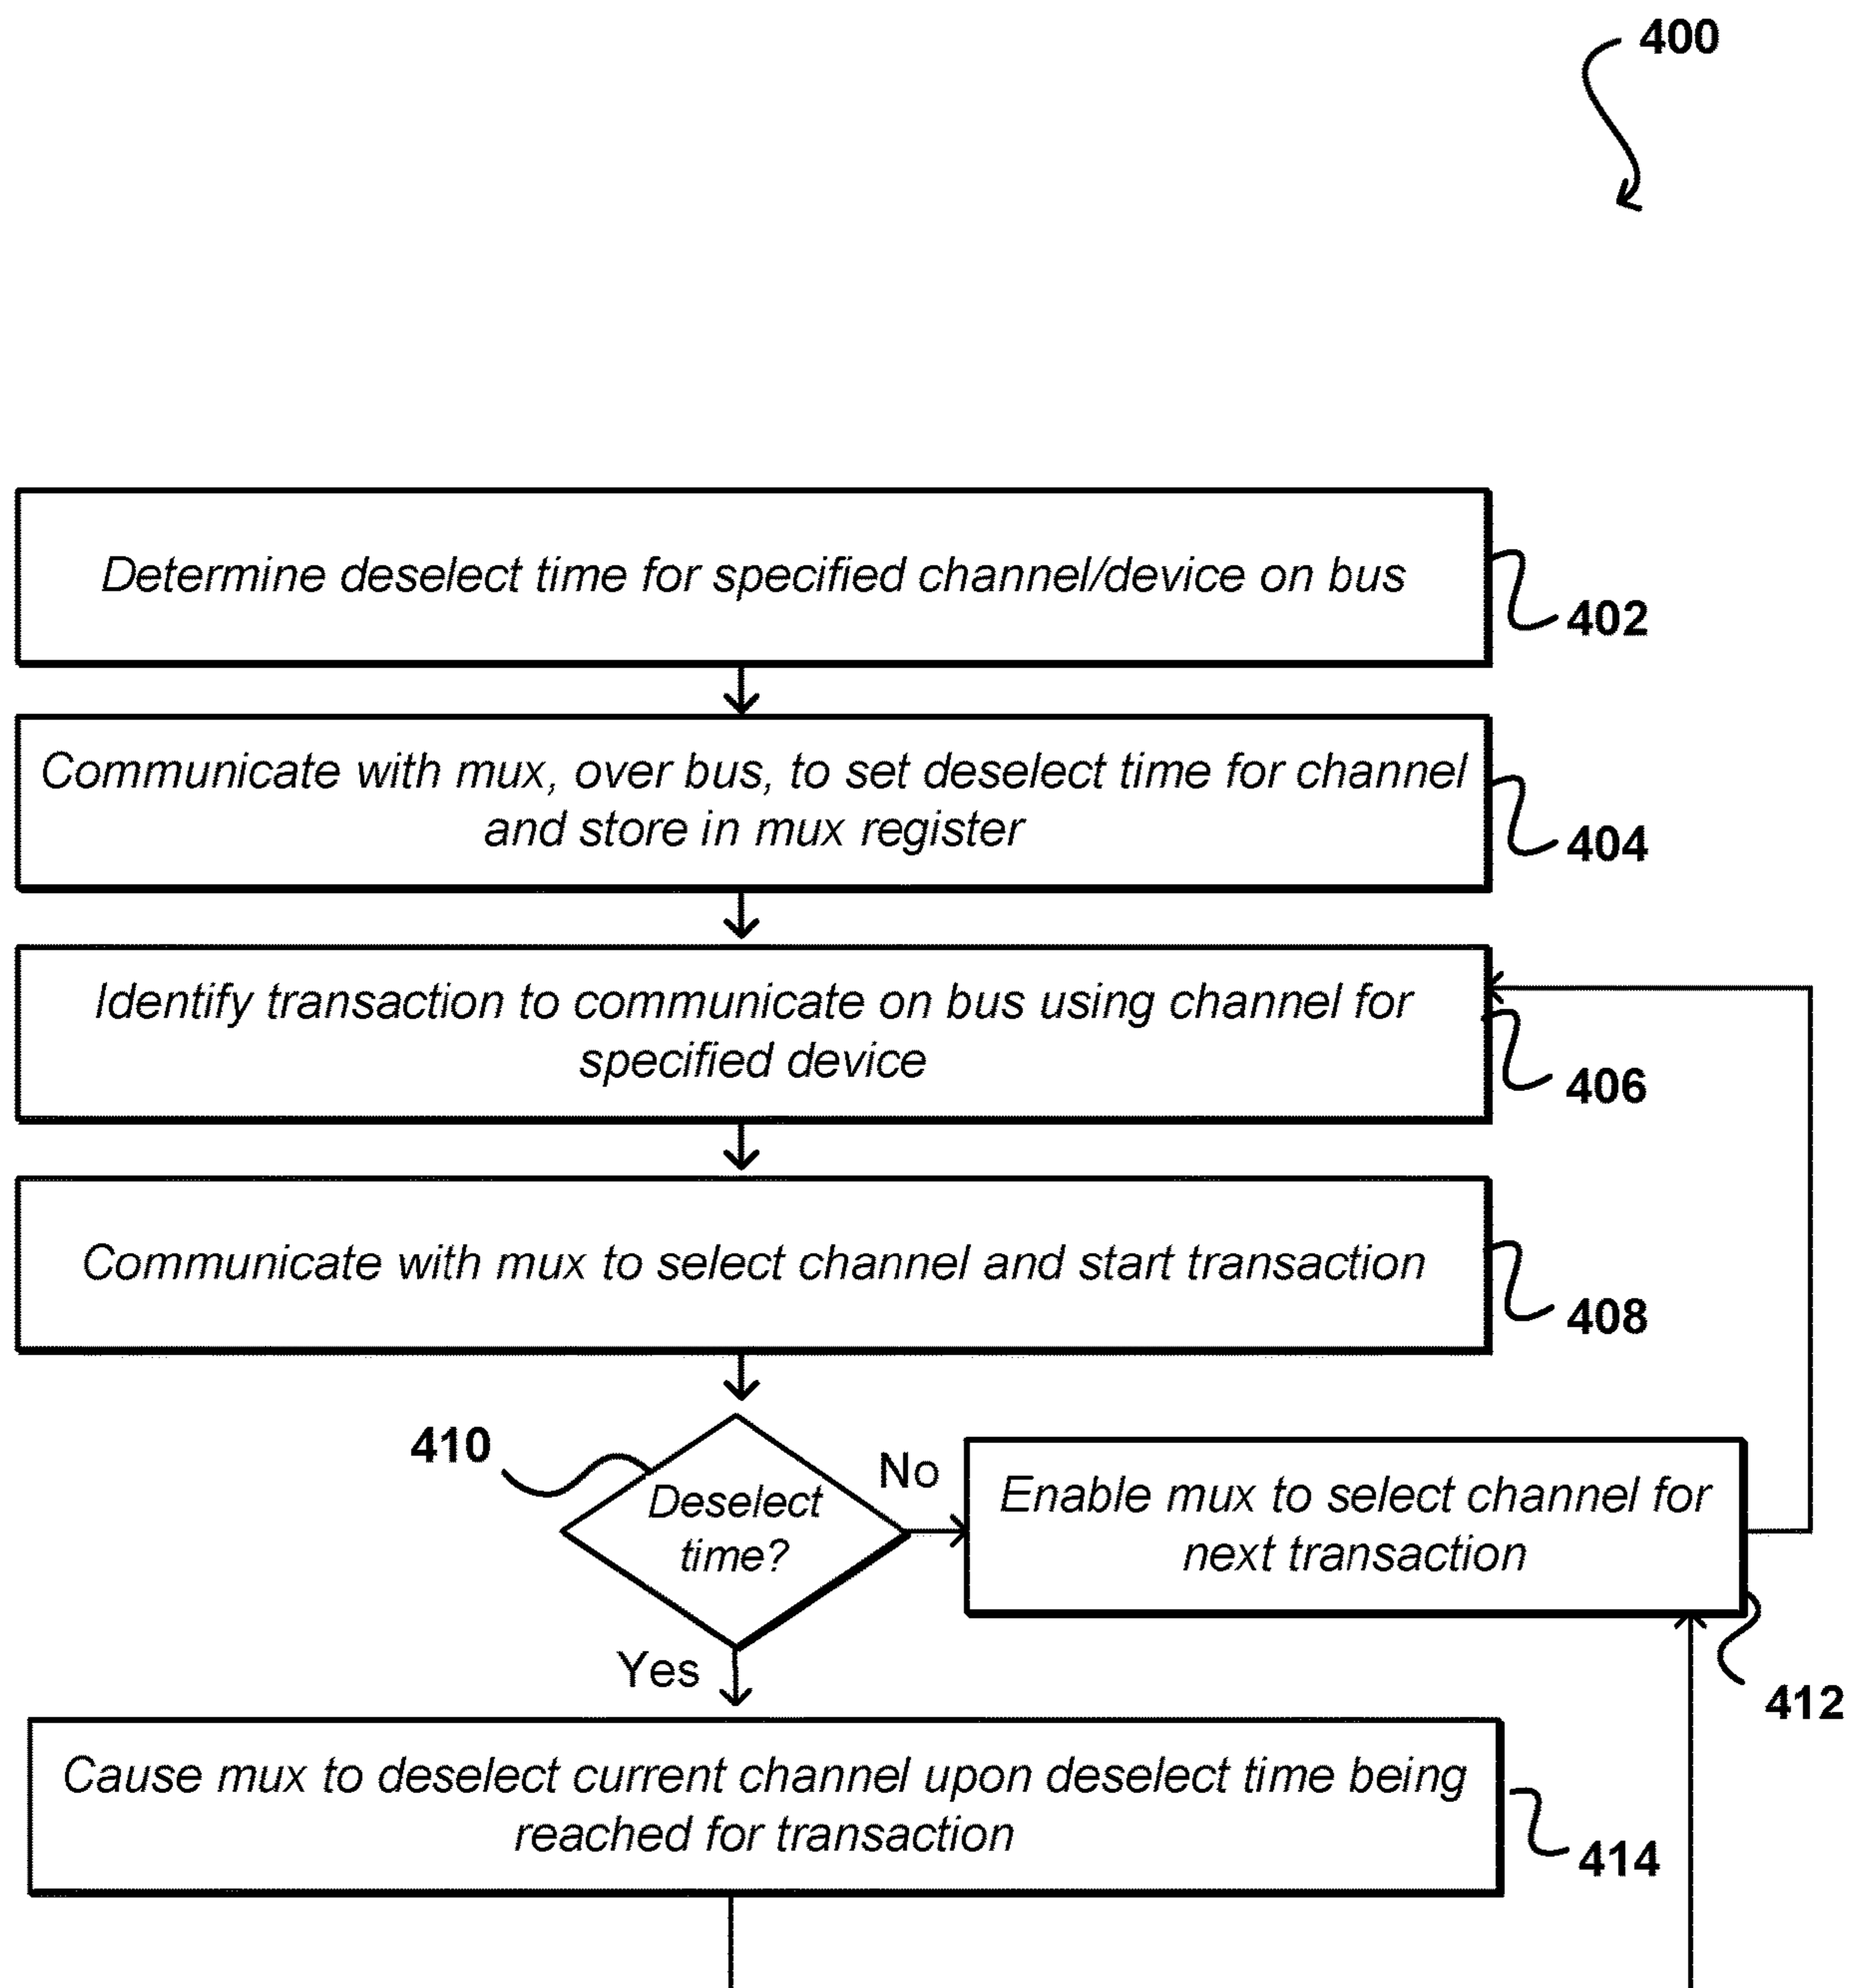 400
Determine deselect time for specified channel/device on bus
402
Communicate with mux, over bus, to set deselect time for channel
and store in mux register
404
Identify transaction to communicate on bus using channel for
specified device
406
Communicate with mux to select channel and start transaction
408
410
Deselect
time?
No
Enable mux to select channel for
next transaction
412
Yes
Cause mux to deselect current channel upon deselect time being
reached for transaction
414